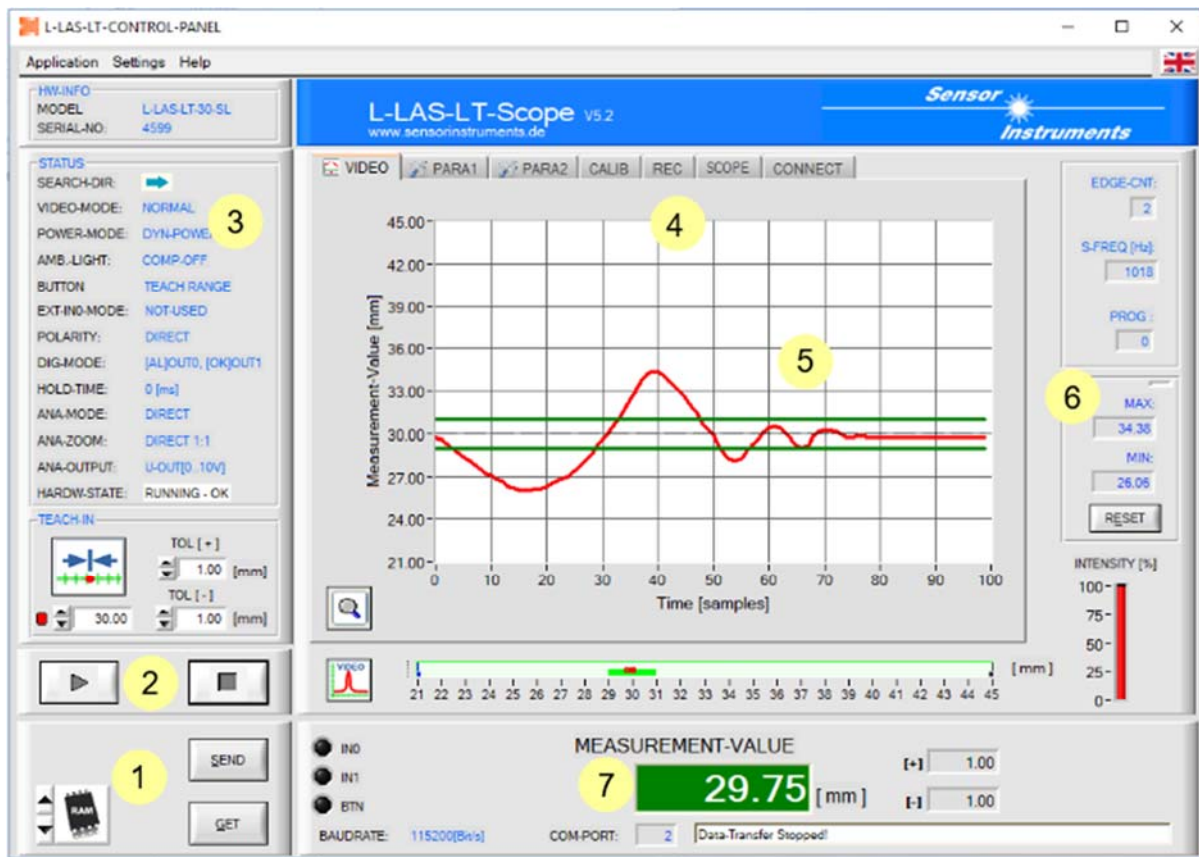 L-LAS-LT-CONTROL-PANEL
Application Settings Help
HW-INFO
MODEL L-LAS-LT-30-SL
SERIAL-NO: 4599
L-LAS-LT-Scope V5.2
www.sensorinstruments.de
Sensor
Instruments
STATUS
SEARCH-DIR:
VIDEO-MODE: NORMAL
POWER-MODE: DYN-POWE
AMB.-LIGHT: COMP-OFF
BUTTON TEACH RANGE
EXT-IN0-MODE: NOT-USED
POLARITY: DIRECT
DIG-MODE: [AL]OUT0, [OK]OUT1
HOLD-TIME: 0 [ms]
ANA-MODE: DIRECT
ANA-ZOOM: DIRECT 1:1
ANA-OUTPUT: U-OUT[0..10V]
HARDW-STATE: RUNNING - OK
3
TEACH-IN
TOL [+]
1.00 [mm]
TOL [-]
30.00 1.00 [mm]
2
1
RAM
SEND
GET
VIDEO PARA1 PARA2 CALIB REC SCOPE CONNECT
4
Measurement-Value [mm]
45.00
42.00
39.00
36.00
33.00
30.00
27.00
24.00
21.00
5
0 10 20 30 40 50 60 70 80 90 100
Time [samples]
VIDEO
[mm]
21 22 23 24 25 26 27 28 29 30 31 32 33 34 35 36 37 38 39 40 41 42 43 44 45
EDGE-CNT:
2
S-FREQ [Hz]:
1018
PROG :
0
6
MAX:
34.38
MIN:
26.06
RESET
INTENSITY [%]
100
75
50
25
0
IN0
IN1
BTN
MEASUREMENT-VALUE
7
29.75 [mm]
[+] 1.00
[-] 1.00
BAUDRATE: 115200[Bit/s] COM-PORT: 2 Data-Transfer Stopped!